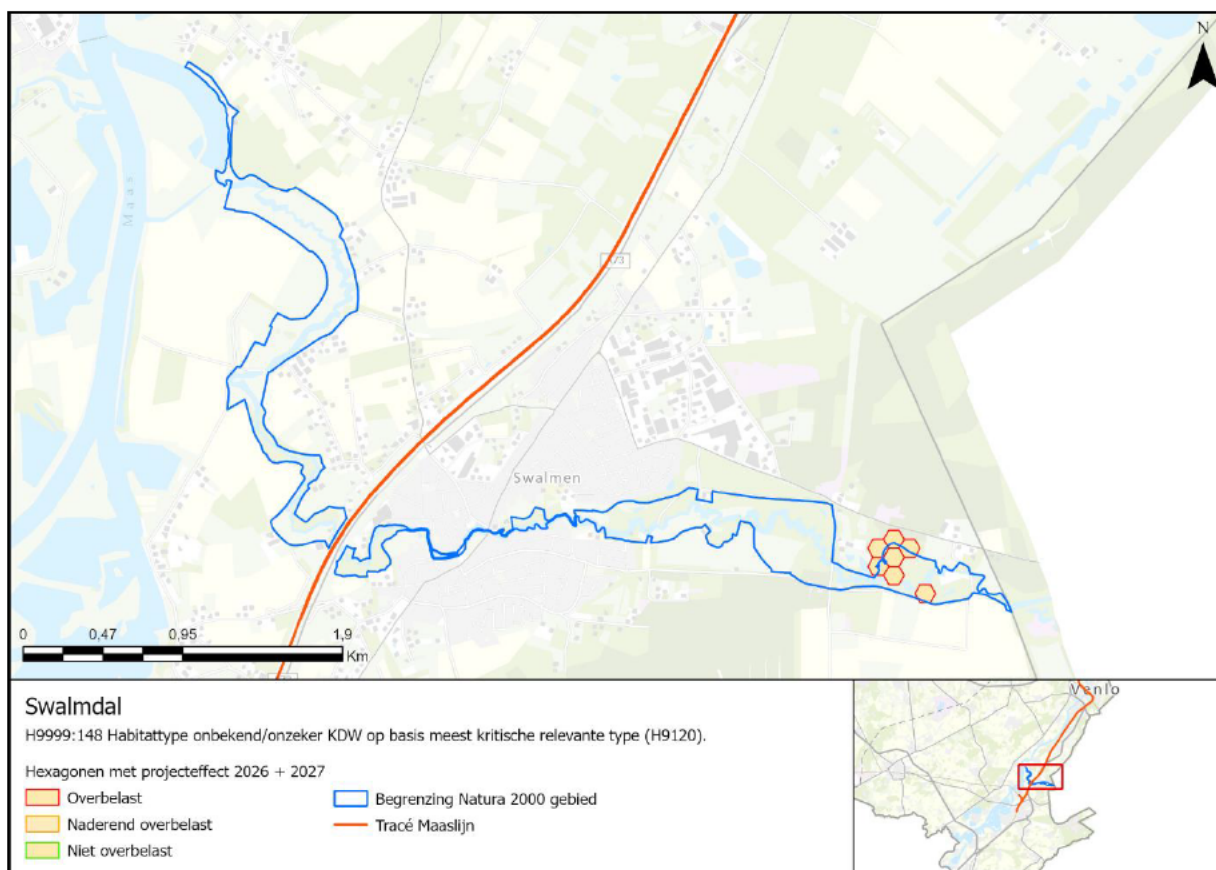 N
Maas
Swalmen
0 0,47 0,95 1,9
Km
Swalmdal
H9999:148 Habitattype onbekend/onzeker KDW op basis meest kritische relevante type (H9120).
Hexagonen met projecteffect 2026 + 2027
Overbelast
Naderend overbelast
Niet overbelast
Begrenzing Natura 2000 gebied
Tracé Maaslijn
Venlo